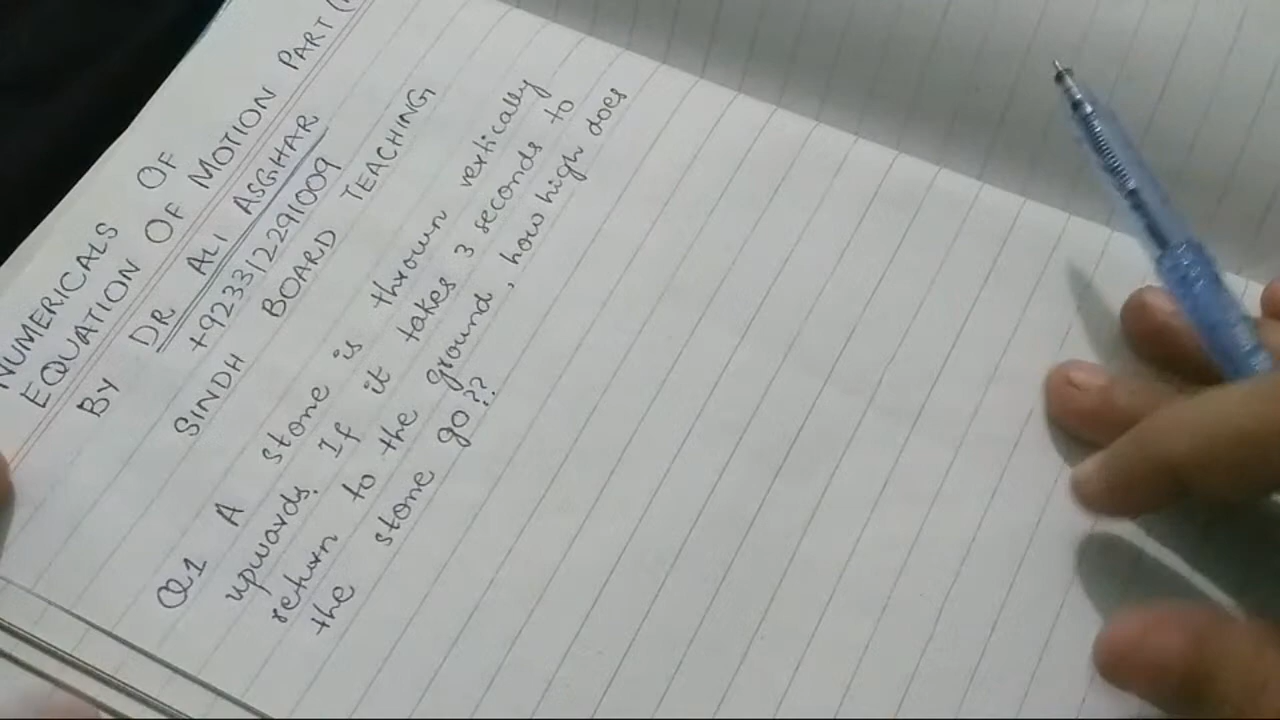 NUMERICALS OF
EQUATION OF MOTION PART
BY DR. ALI ASGHAR
+923312291009
SINDH BOARD TEACHING
Q1 A stone is thrown vertically
upwards. If it takes 3 seconds to
return to the ground, how high does
the stone go??